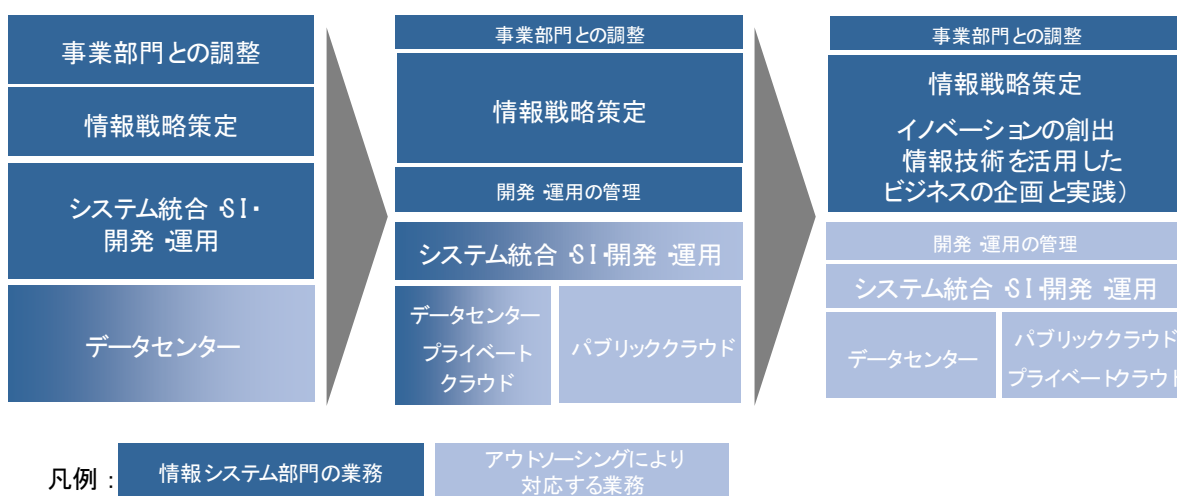 事業部門との調整
情報戦略策定
システム統合・SI・
開発・運用
データセンター
事業部門との調整
情報戦略策定
開発・運用の管理
システム統合・SI・開発・運用
データセンター
プライベート
クラウド
パブリッククラウド
事業部門との調整
情報戦略策定
イノベーションの創出
情報技術を活用した
ビジネスの企画と実践)
開発・運用の管理
システム統合・SI・開発・運用
データセンター
パブリッククラウド
プライベートクラウド
凡例:
情報システム部門の業務
アウトソーシングにより
対応する業務